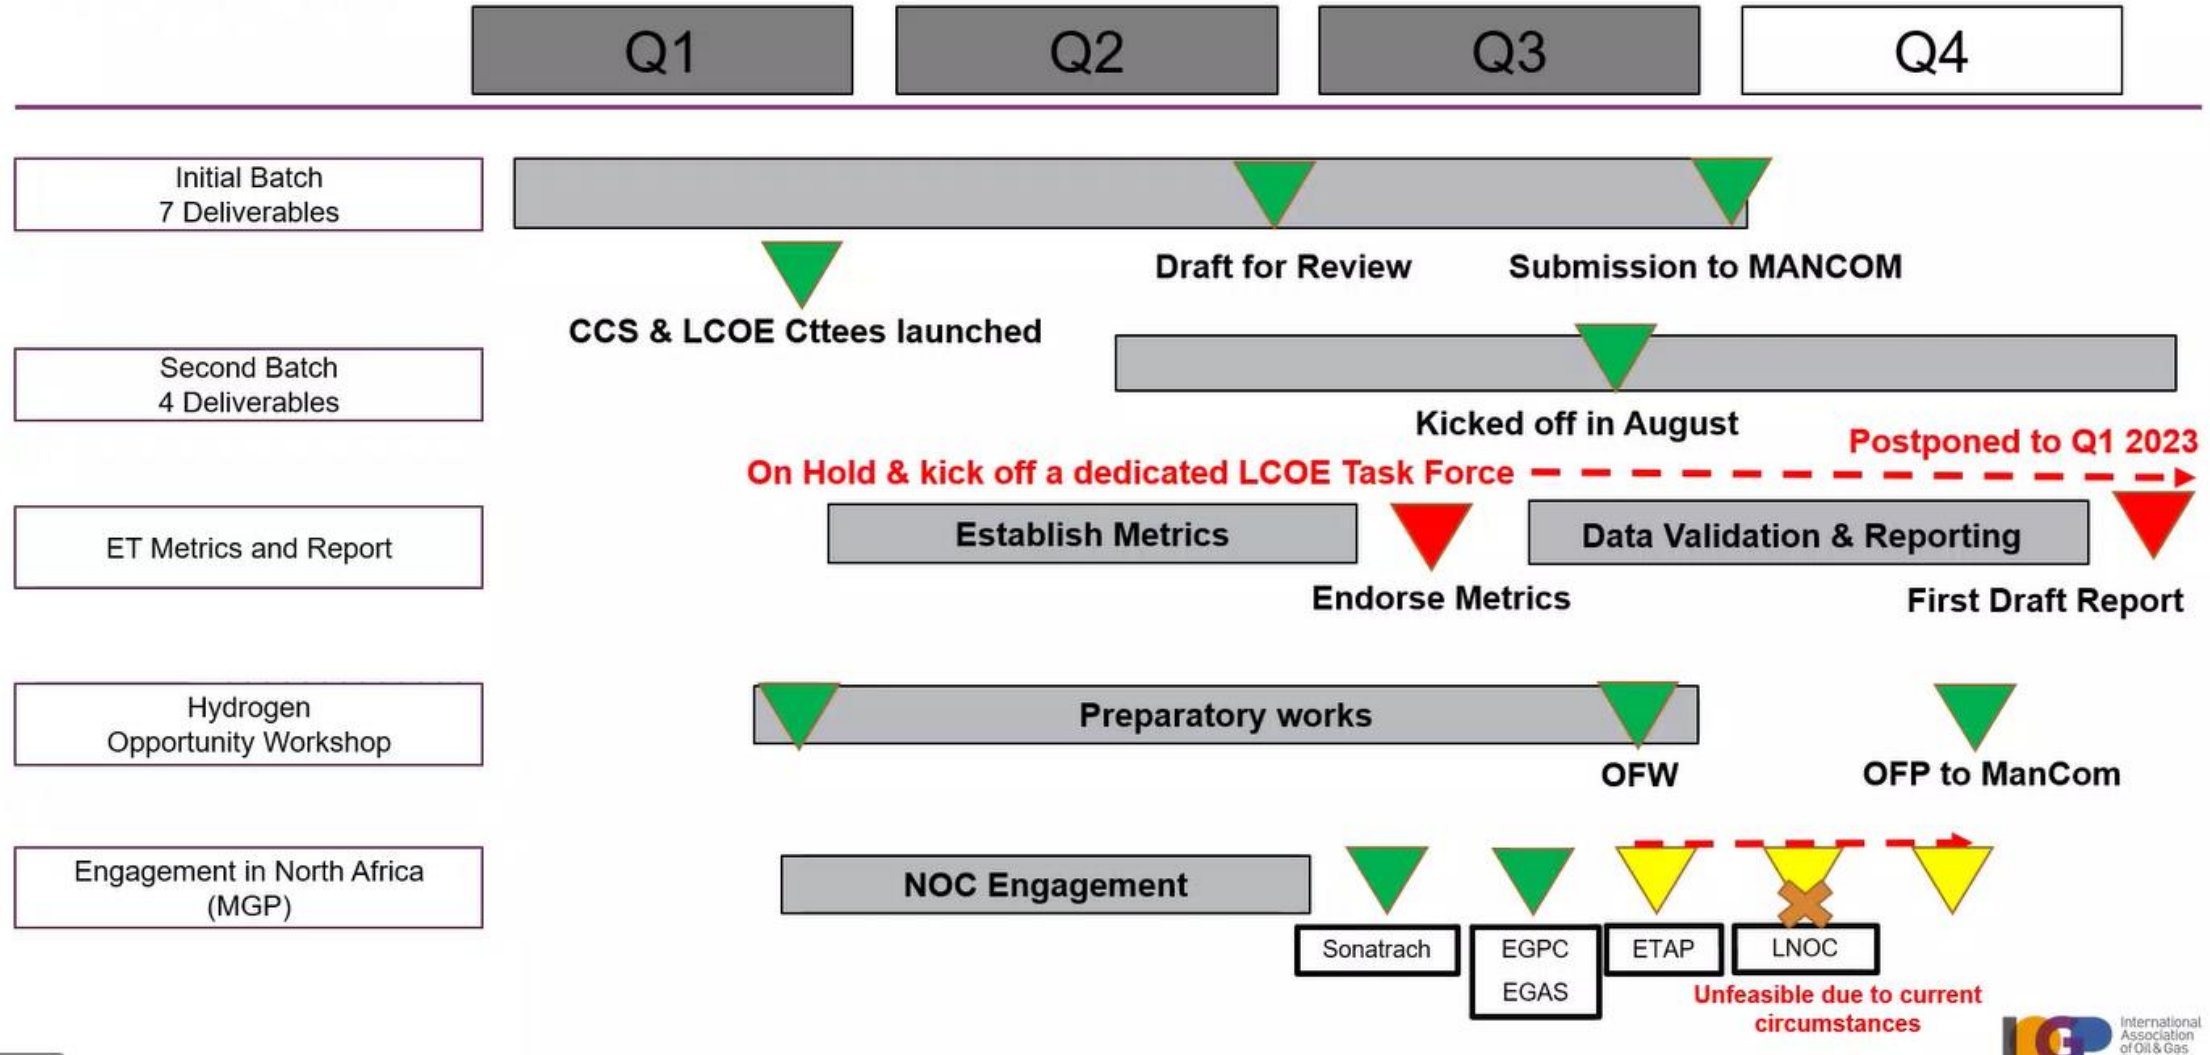 Q1
Q2
Q3
Q4
Initial Batch
7 Deliverables
Draft for Review
Submission to MANCOM
CCS & LCOE Cttees launched
Second Batch
4 Deliverables
Kicked off in August
Postponed to Q1 2023
On Hold & kick off a dedicated LCOE Task Force
ET Metrics and Report
Establish Metrics
Data Validation & Reporting
Endorse Metrics
First Draft Report
Hydrogen
Opportunity Workshop
Preparatory works
OFW
OFP to ManCom
Engagement in North Africa
(MGP)
NOC Engagement
Sonatrach
EGPC
EGAS
ETAP
LNOC
Unfeasible due to current
circumstances
International
Association
of Oil & Gas